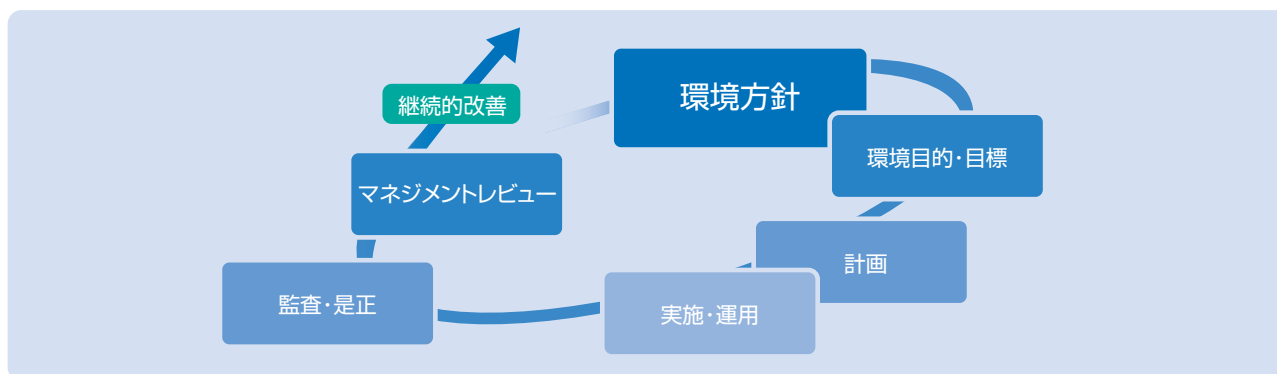 環境方針
環境目的・目標
計画
実施・運用
監査・是正
マネジメントレビュー
継続的改善